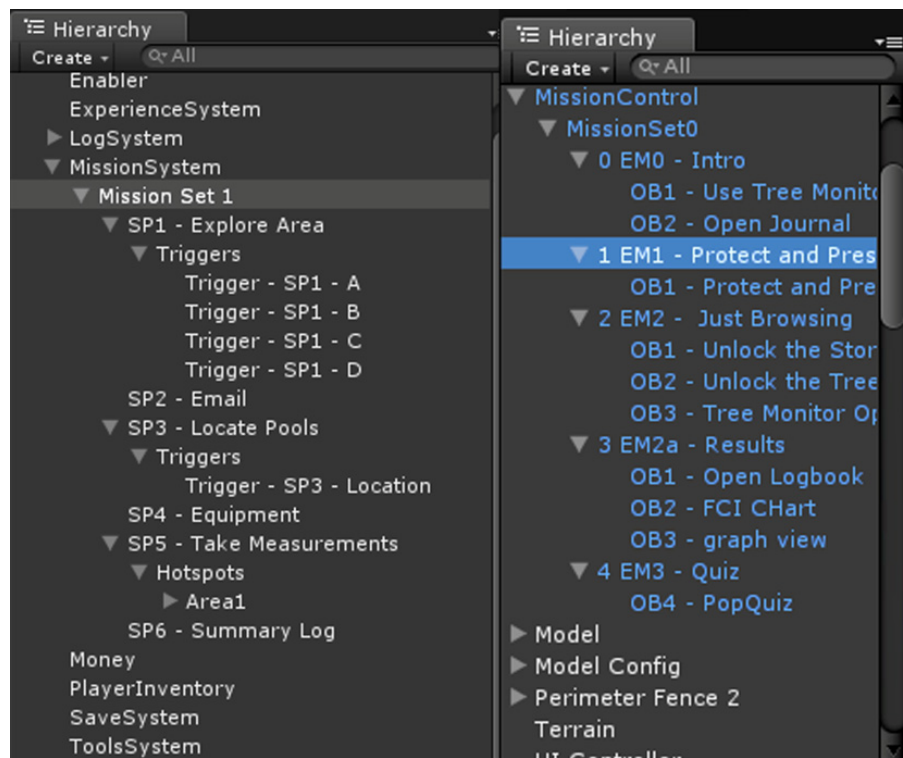 Hierarchy
Create
All
Enabler
ExperienceSystem
LogSystem
MissionSystem
Mission Set 1
SP1 - Explore Area
Triggers
Trigger - SP1 - A
Trigger - SP1 - B
Trigger - SP1 - C
Trigger - SP1 - D
SP2 - Email
SP3 - Locate Pools
Triggers
Trigger - SP3 - Location
SP4 - Equipment
SP5 - Take Measurements
Hotspots
Area1
SP6 - Summary Log
Money
PlayerInventory
SaveSystem
ToolsSystem
Hierarchy
Create
All
MissionControl
MissionSet0
0 EM0 - Intro
OB1 - Use Tree Monito
OB2 - Open Journal
1 EM1 - Protect and Pres
OB1 - Protect and Pre
2 EM2 - Just Browsing
OB1 - Unlock the Stor
OB2 - Unlock the Tree
OB3 - Tree Monitor Op
3 EM2a - Results
OB1 - Open Logbook
OB2 - FCI CHart
OB3 - graph view
4 EM3 - Quiz
OB4 - PopQuiz
Model
Model Config
Perimeter Fence 2
Terrain
UI Controller